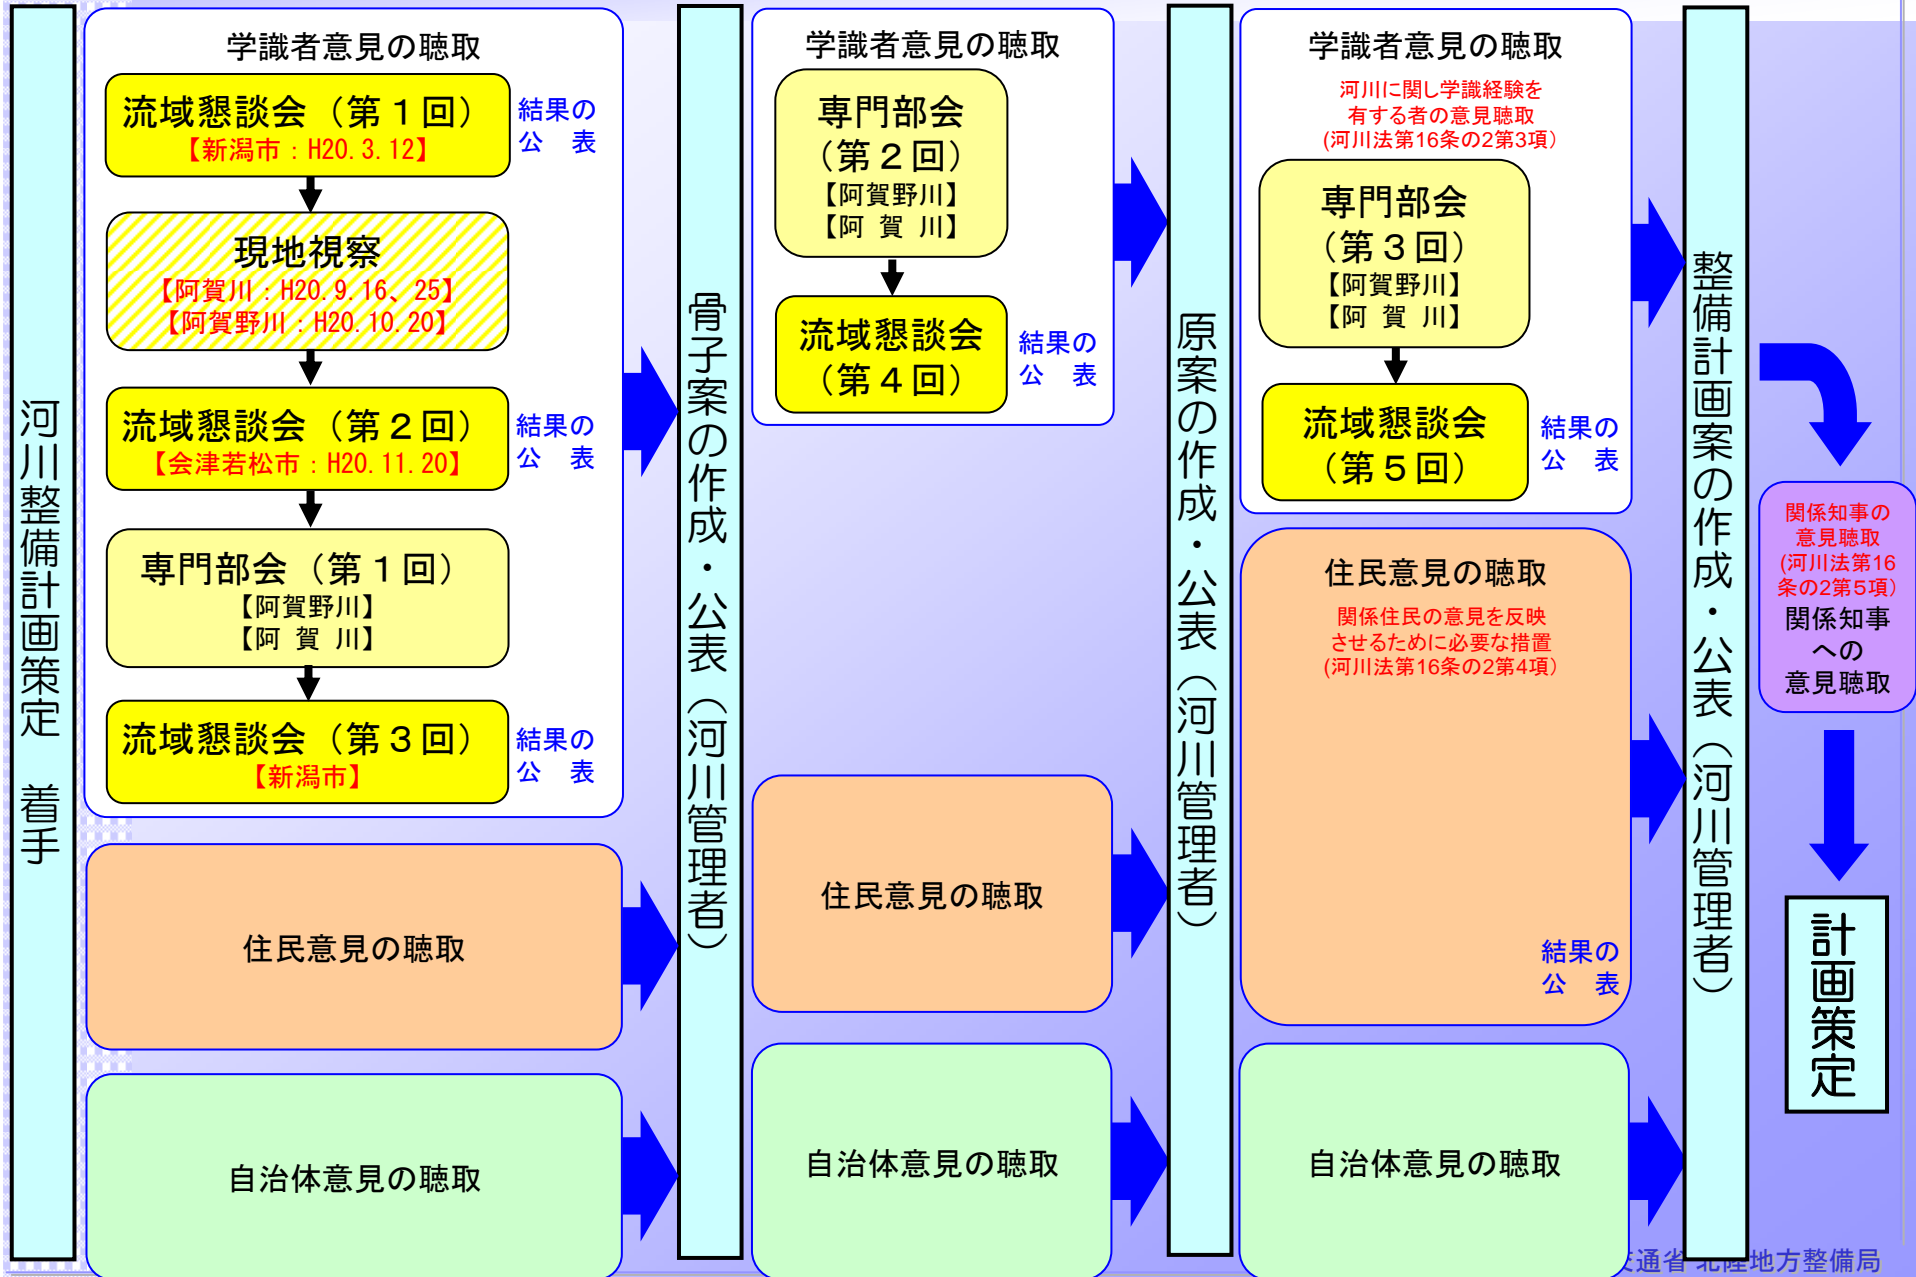 河川整備計画策定　着手
学識者意見の聴取
流域懇談会（第１回）
【新潟市：H20.3.12】
結果の
公　表
現地視察
【阿賀川：H20.9.16、25】
【阿賀野川：H20.10.20】
流域懇談会（第２回）
【会津若松市：H20.11.20】
結果の
公　表
専門部会（第１回）
【阿賀野川】
【阿 賀 川】
流域懇談会（第３回）
【新潟市】
結果の
公　表
住民意見の聴取
自治体意見の聴取
骨子案の作成・公表（河川管理者）
学識者意見の聴取
専門部会
（第２回）
【阿賀野川】
【阿 賀 川】
流域懇談会
（第４回）
結果の
公　表
住民意見の聴取
自治体意見の聴取
原案の作成・公表（河川管理者）
学識者意見の聴取
河川に関し学識経験を
有する者の意見聴取
(河川法第16条の2第3項)
専門部会
（第３回）
【阿賀野川】
【阿 賀 川】
流域懇談会
（第５回）
結果の
公　表
住民意見の聴取
関係住民の意見を反映
させるために必要な措置
(河川法第16条の2第4項)
結果の
公　表
自治体意見の聴取
整備計画案の作成・公表（河川管理者）
関係知事の
意見聴取
(河川法第16
条の2第5項)
関係知事
への
意見聴取
計画策定
交通省 北陸地方整備局